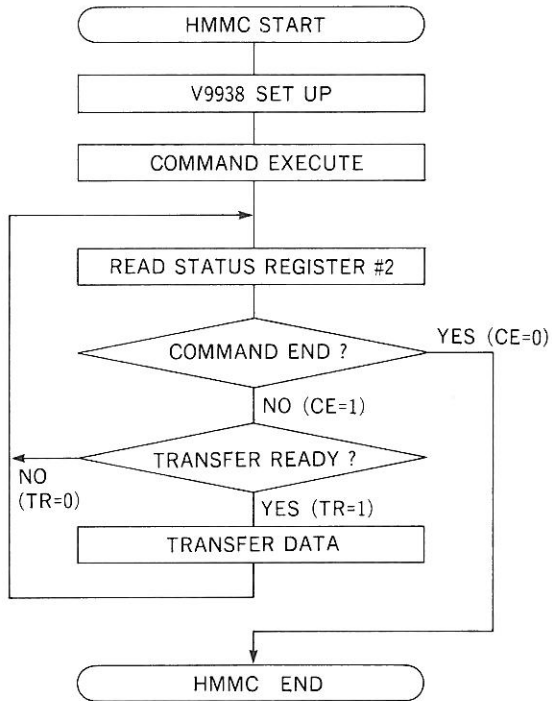 HMMC START
V9938 SET UP
COMMAND EXECUTE
READ STATUS REGISTER #2
YES (CE=0)
COMMAND END ?
NO (CE=1)
TRANSFER READY ?
NO
(TR=0)
YES (TR=1)
TRANSFER DATA
HMMC END